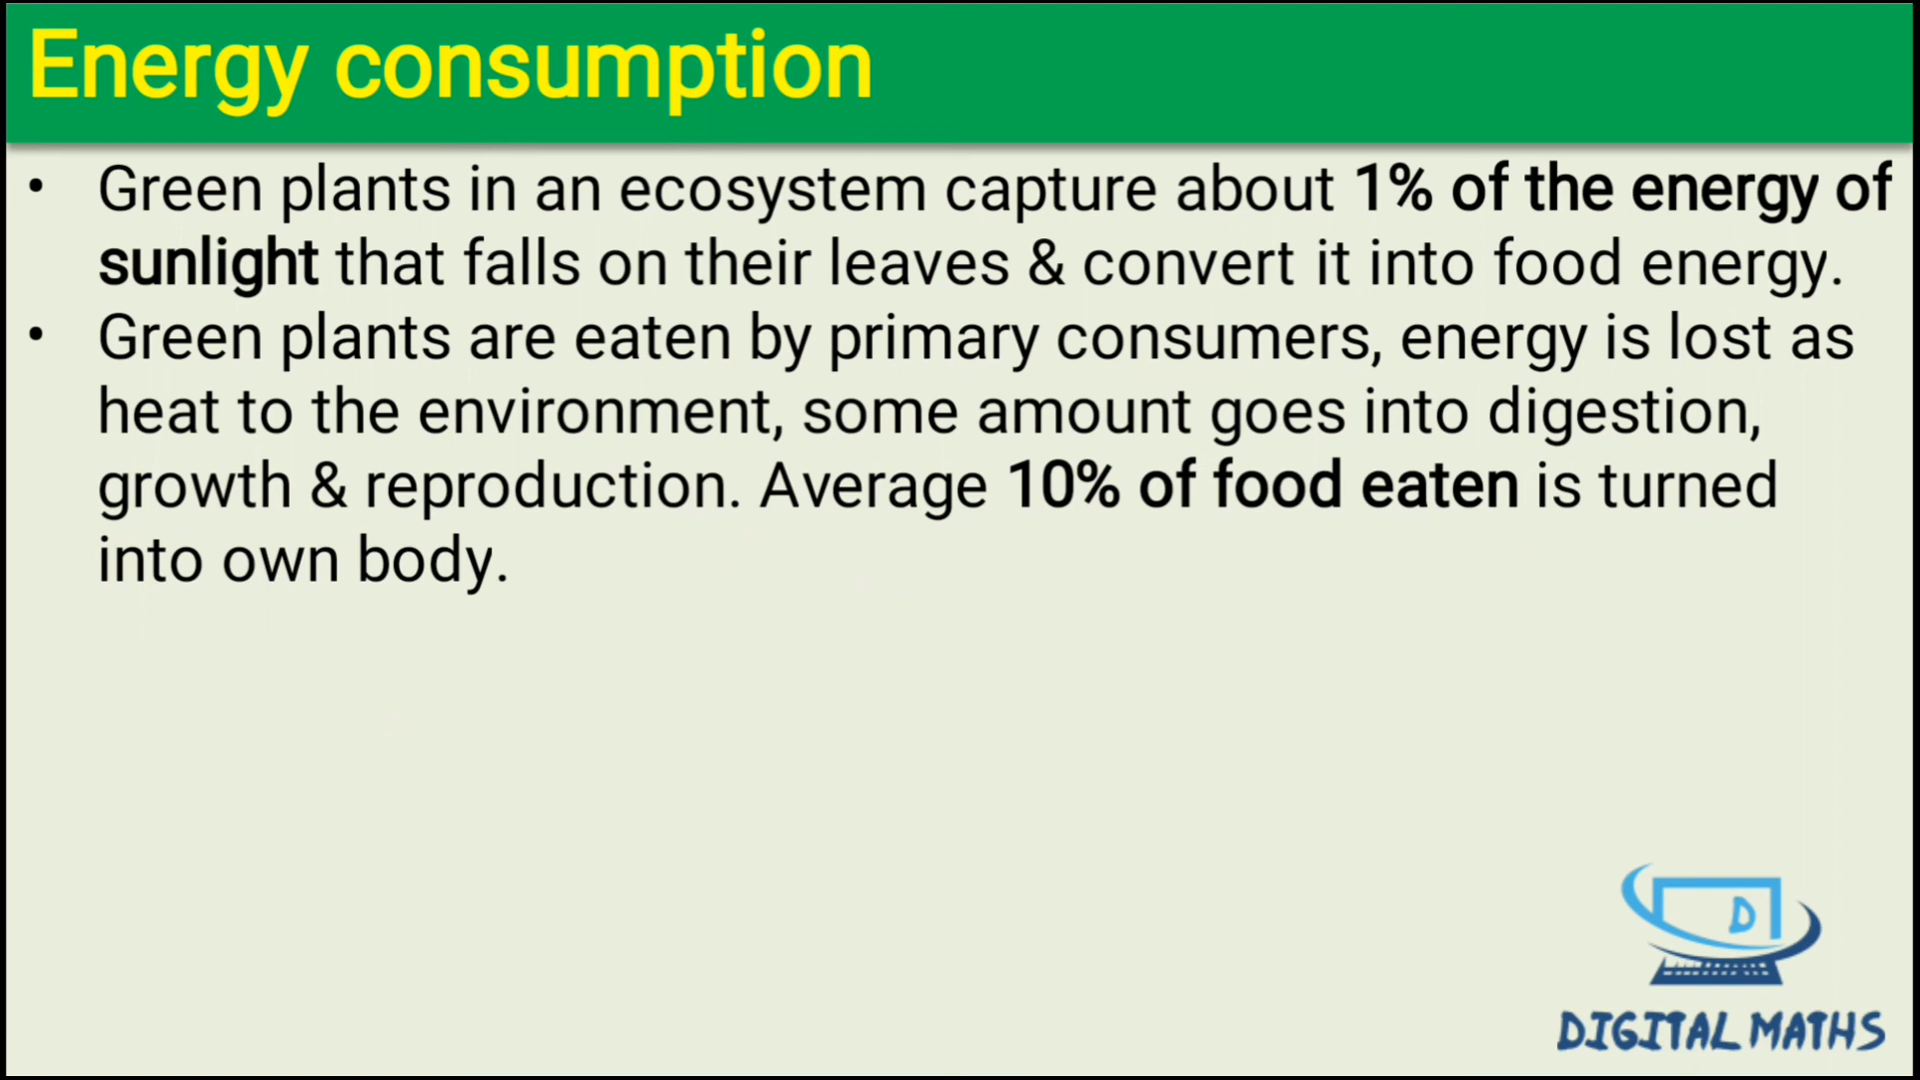 Energy consumption
• Green plants in an ecosystem capture about 1% of the energy of
sunlight that falls on their leaves & convert it into food energy.
• Green plants are eaten by primary consumers, energy is lost as
heat to the environment, some amount goes into digestion,
growth & reproduction. Average 10% of food eaten is turned
into own body.
D
DIGITAL MATHS